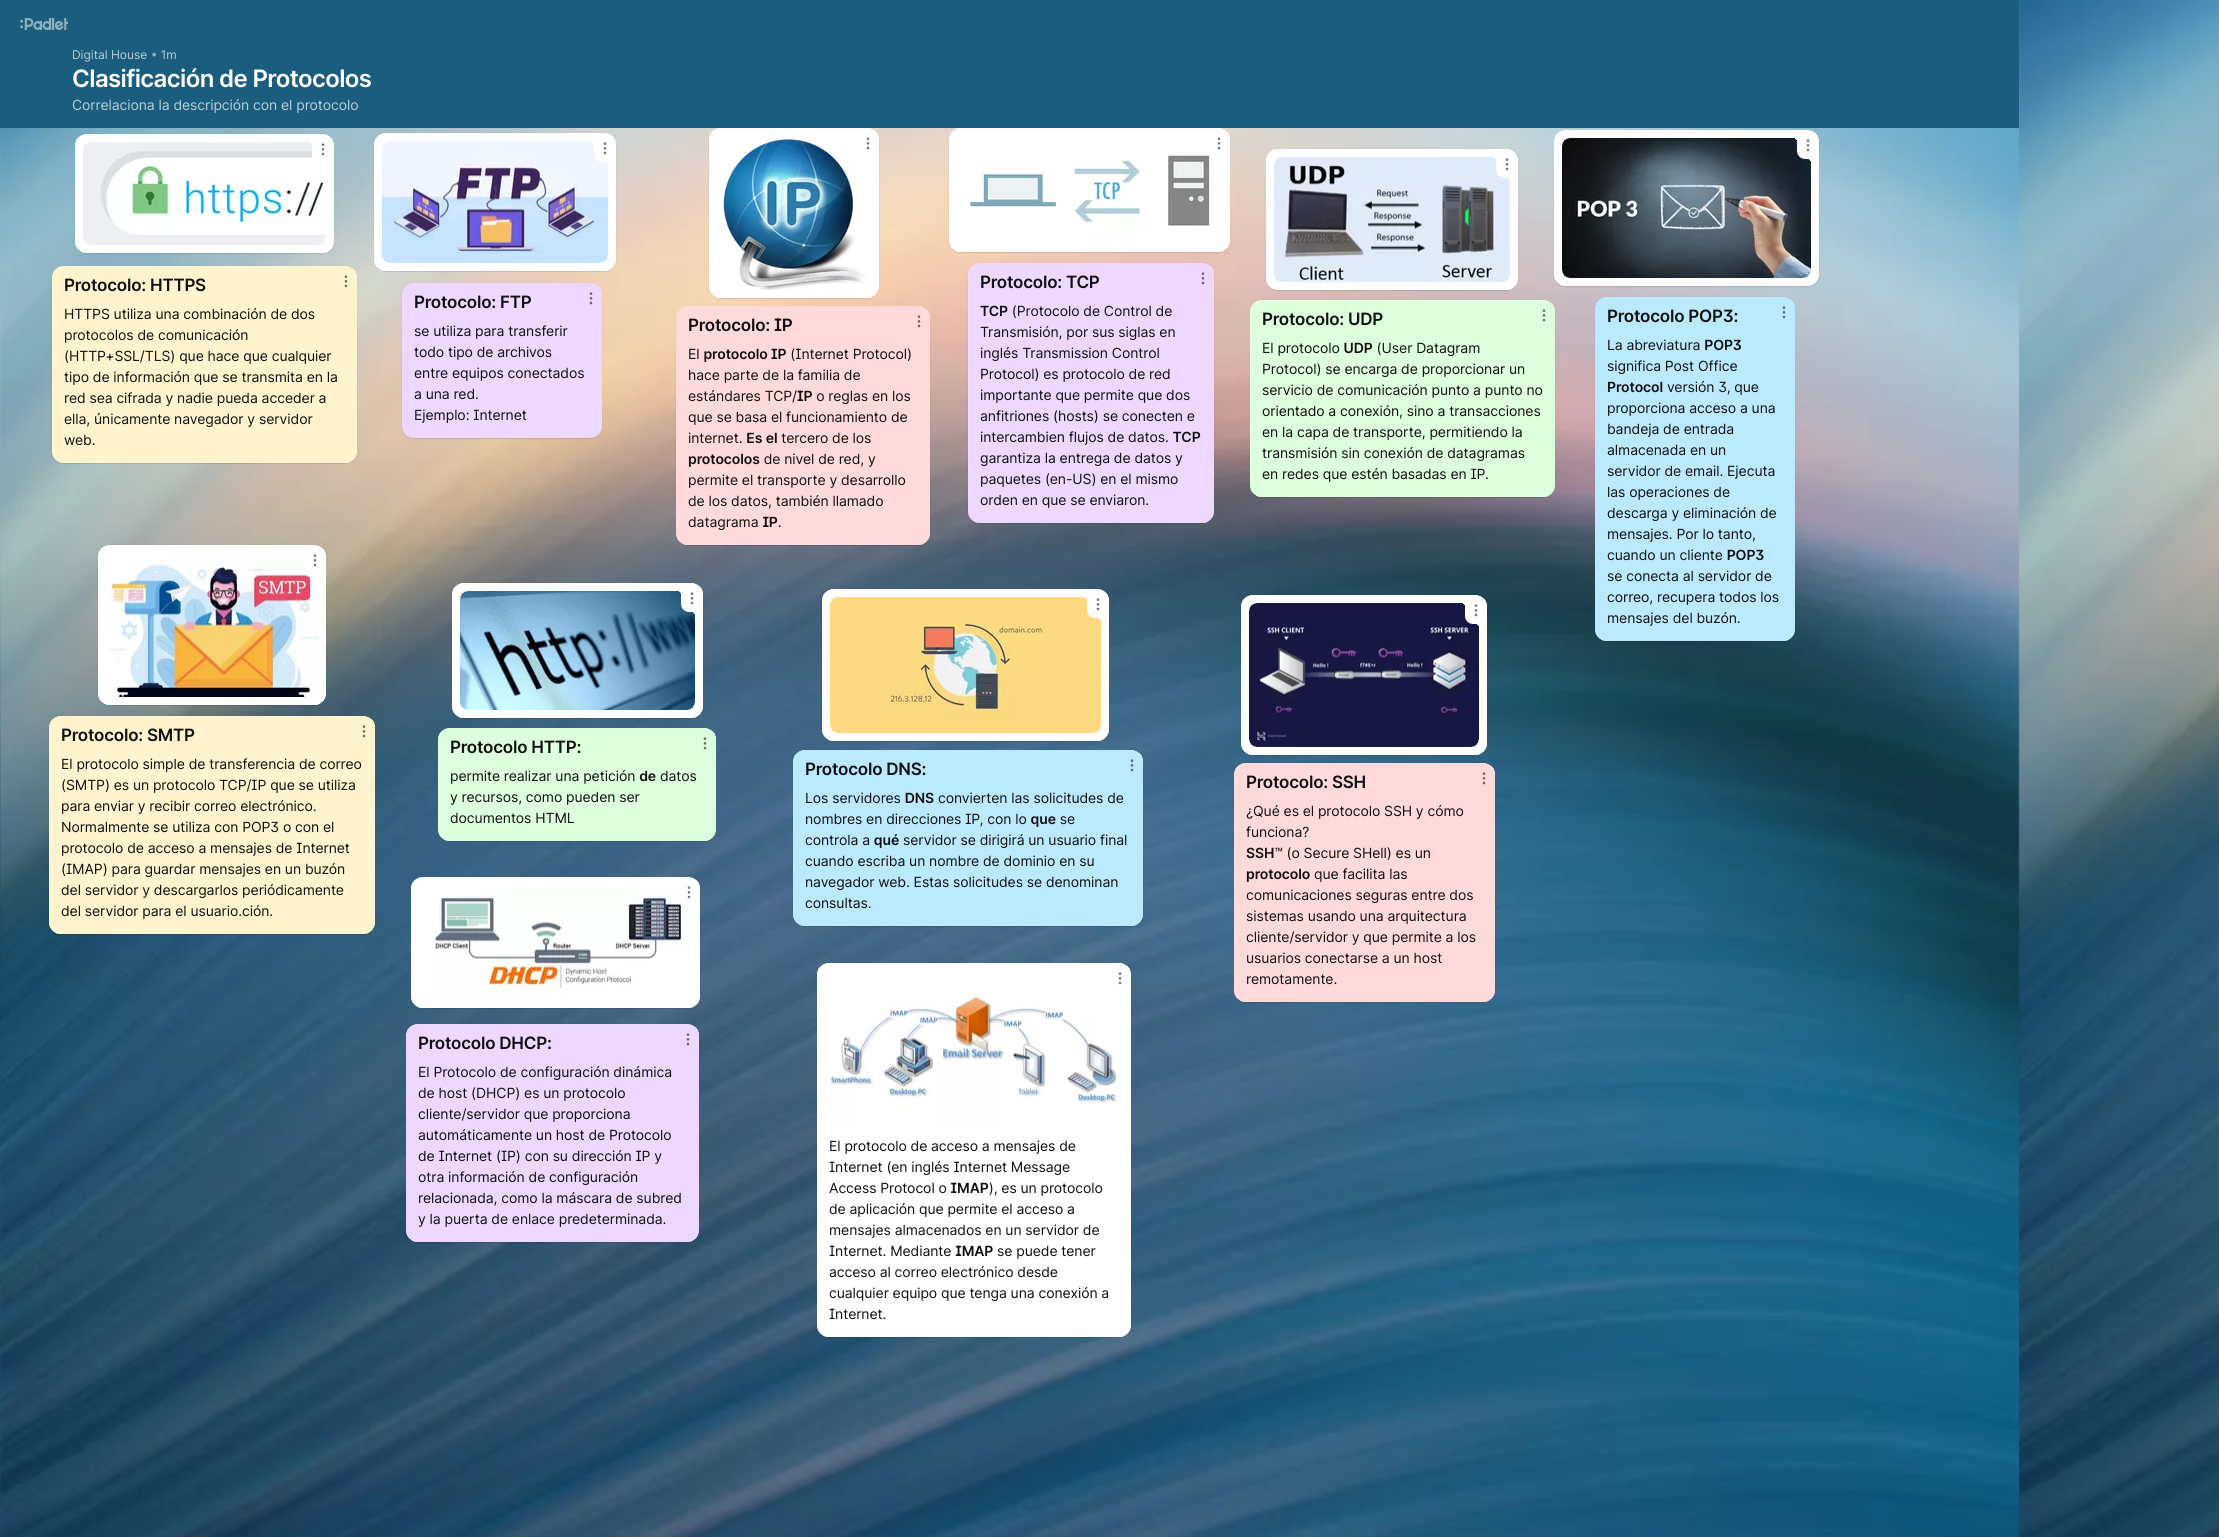 :Padlet
Digital House • 1m
Clasificación de Protocolos
Correlaciona la descripción con el protocolo
https://
Protocolo: HTTPS
HTTPS utiliza una combinación de dos
protocolos de comunicación
(HTTP+SSL/TLS) que hace que cualquier
tipo de información que se transmita en la
red sea cifrada y nadie pueda acceder a
ella, únicamente navegador y servidor
web.
FTP
Protocolo: FTP
se utiliza para transferir
todo tipo de archivos
entre equipos conectados
a una red.
Ejemplo: Internet
IP
Protocolo: IP
El protocolo IP (Internet Protocol)
hace parte de la familia de
estándares TCP/IP o reglas en los
que se basa el funcionamiento de
internet. Es el tercero de los
protocolos de nivel de red, y
permite el transporte y desarrollo
de los datos, también llamado
datagrama IP.
TCP
Protocolo: TCP
TCP (Protocolo de Control de
Transmisión, por sus siglas en
inglés Transmission Control
Protocol) es protocolo de red
importante que permite que dos
anfitriones (hosts) se conecten e
intercambien flujos de datos. TCP
garantiza la entrega de datos y
paquetes (en-US) en el mismo
orden en que se enviaron.
UDP
Request
Response
Response
Client
Server
Protocolo: UDP
El protocolo UDP (User Datagram
Protocol) se encarga de proporcionar un
servicio de comunicación punto a punto no
orientado a conexión, sino a transacciones
en la capa de transporte, permitiendo la
transmisión sin conexión de datagramas
en redes que estén basadas en IP.
POP 3
Protocolo POP3:
La abreviatura POP3
significa Post Office
Protocol versión 3, que
proporciona acceso a una
bandeja de entrada
almacenada en un
servidor de email. Ejecuta
las operaciones de
descarga y eliminación de
mensajes. Por lo tanto,
cuando un cliente POP3
se conecta al servidor de
correo, recupera todos los
mensajes del buzón.
SMTP
Protocolo: SMTP
El protocolo simple de transferencia de correo
(SMTP) es un protocolo TCP/IP que se utiliza
para enviar y recibir correo electrónico.
Normalmente se utiliza con POP3 o con el
protocolo de acceso a mensajes de Internet
(IMAP) para guardar mensajes en un buzón
del servidor y descargarlos periódicamente
del servidor para el usuario.ción.
http://www
Protocolo HTTP:
permite realizar una petición de datos
y recursos, como pueden ser
documentos HTML
DHCP Client
Router
DHCP Server
DHCP
Dynamic Host
Configuration Protocol
Protocolo DHCP:
El Protocolo de configuración dinámica
de host (DHCP) es un protocolo
cliente/servidor que proporciona
automáticamente un host de Protocolo
de Internet (IP) con su dirección IP y
otra información de configuración
relacionada, como la máscara de subred
y la puerta de enlace predeterminada.
domain.com
216.3.128.12
Protocolo DNS:
Los servidores DNS convierten las solicitudes de
nombres en direcciones IP, con lo que se
controla a qué servidor se dirigirá un usuario final
cuando escriba un nombre de dominio en su
navegador web. Estas solicitudes se denominan
consultas.
IMAP
IMAP
IMAP
IMAP
Email Server
SmartPhone
Desktop PC
Tablet
Desktop PC
El protocolo de acceso a mensajes de
Internet (en inglés Internet Message
Access Protocol o IMAP), es un protocolo
de aplicación que permite el acceso a
mensajes almacenados en un servidor de
Internet. Mediante IMAP se puede tener
acceso al correo electrónico desde
cualquier equipo que tenga una conexión a
Internet.
SSH CLIENT
SSH SERVER
Hello !
Hello !
Protocolo: SSH
¿Qué es el protocolo SSH y cómo
funciona?
SSH™ (o Secure SHell) es un
protocolo que facilita las
comunicaciones seguras entre dos
sistemas usando una arquitectura
cliente/servidor y que permite a los
usuarios conectarse a un host
remotamente.